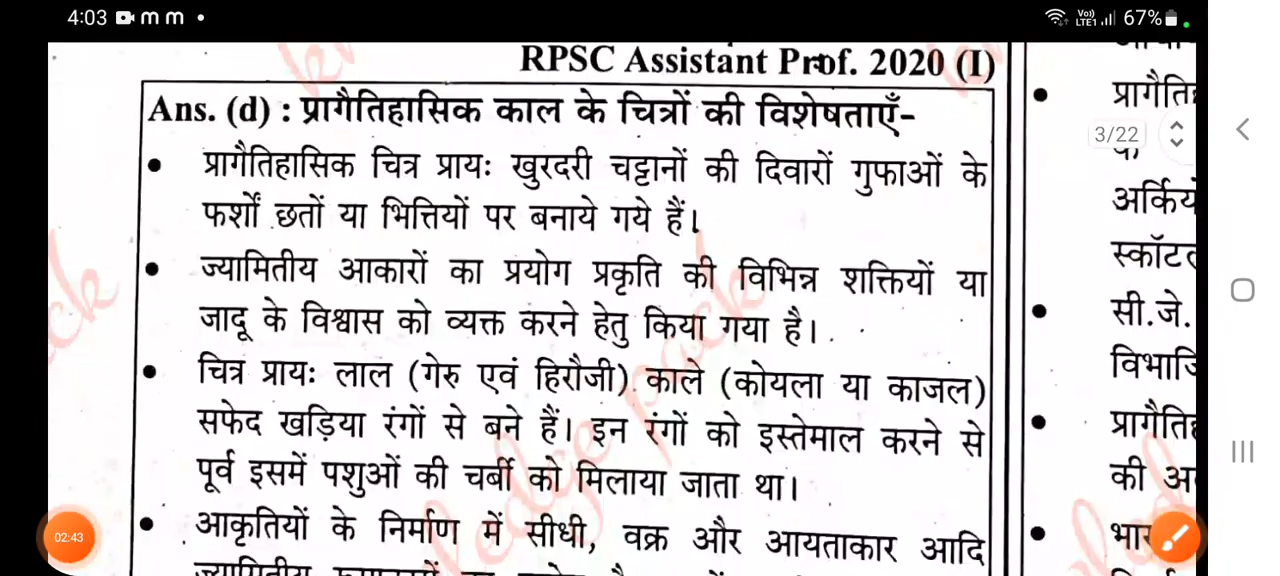 4:03 m m •
Vo)) LTE1 67%
RPSC Assistant Prof. 2020 (I)
Ans. (d) : प्रागैतिहासिक काल के चित्रों की विशेषताएँ-
• प्रागैतिहासिक चित्र प्रायः खुरदरी चट्टानों की दिवारों गुफाओं के
फर्शों छतों या भित्तियों पर बनाये गये हैं।
• ज्यामितीय आकारों का प्रयोग प्रकृति की विभिन्न शक्तियों या
जादू के विश्वास को व्यक्त करने हेतु किया गया है।
• चित्र प्रायः लाल (गेरु एवं हिरौजी) काले (कोयला या काजल)
सफेद खड़िया रंगों से बने हैं। इन रंगों को इस्तेमाल करने से
पूर्व इसमें पशुओं की चर्बी को मिलाया जाता था।
• आकृतियों के निर्माण में सीधी, वक्र और आयताकार आदि
3/22
अर्किय
सी.जे.
की अ
भार
02:43